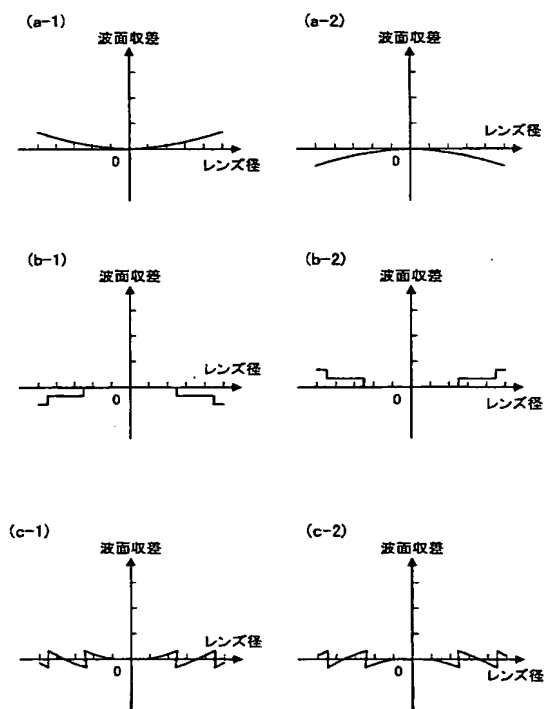 (a-1)
波面収差
0
レンズ径
(a-2)
波面収差
レンズ径
0
(b-1)
波面収差
レンズ径
0
(b-2)
波面収差
0
レンズ径
(c-1)
波面収差
レンズ径
0
(c-2)
波面収差
0
レンズ径